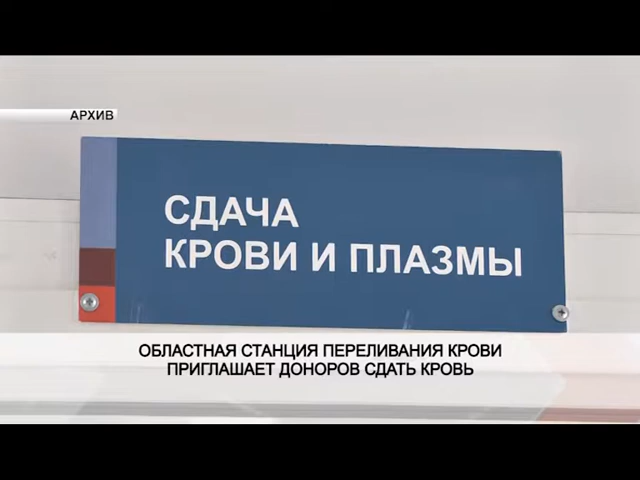 АРХИВ
СДАЧА
КРОВИ И ПЛАЗМЫ
ОБЛАСТНАЯ СТАНЦИЯ ПЕРЕЛИВАНИЯ КРОВИ
ПРИГЛАШАЕТ ДОНОРОВ СДАТЬ КРОВЬ